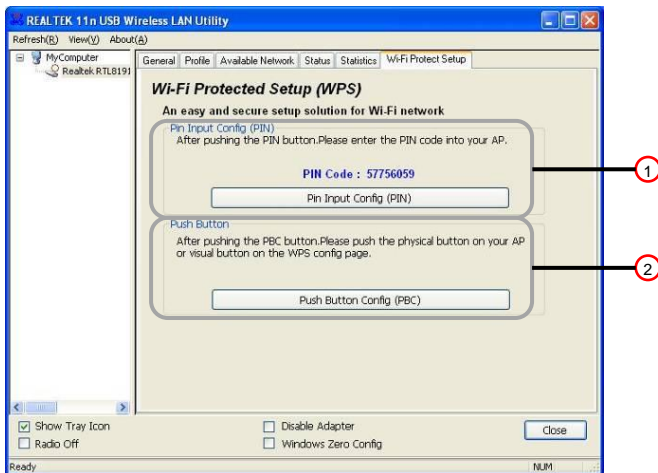 REALTEK 11n USB Wireless LAN Utility
Refresh(R) View(V) About(A)
MyComputer
Realtek RTL8191
General Profile Available Network Status Statistics Wi-Fi Protect Setup
Wi-Fi Protected Setup (WPS)
An easy and secure setup solution for Wi-Fi network
Pin Input Config (PIN)
After pushing the PIN button.Please enter the PIN code into your AP.
PIN Code : 57756059
Pin Input Config (PIN)
1
Push Button
After pushing the PBC button.Please push the physical button on your AP
or visual button on the WPS config page.
2
Push Button Config (PBC)
Show Tray Icon
Disable Adapter
Radio Off
Windows Zero Config
Close
Ready
NUM